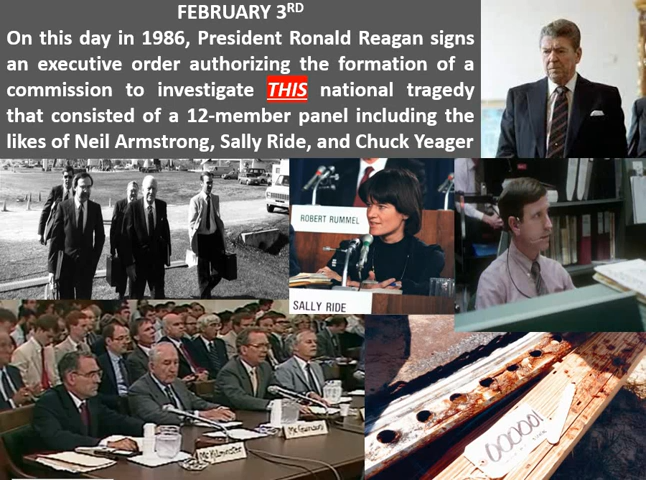 FEBRUARY 3RD
On this day in 1986, President Ronald Reagan signs
an executive order authorizing the formation of a
commission to investigate THIS national tragedy
that consisted of a 12-member panel including the
likes of Neil Armstrong, Sally Ride, and Chuck Yeager
ROBERT RUMMEL
SALLY RIDE
Mr. Kilminster
000001